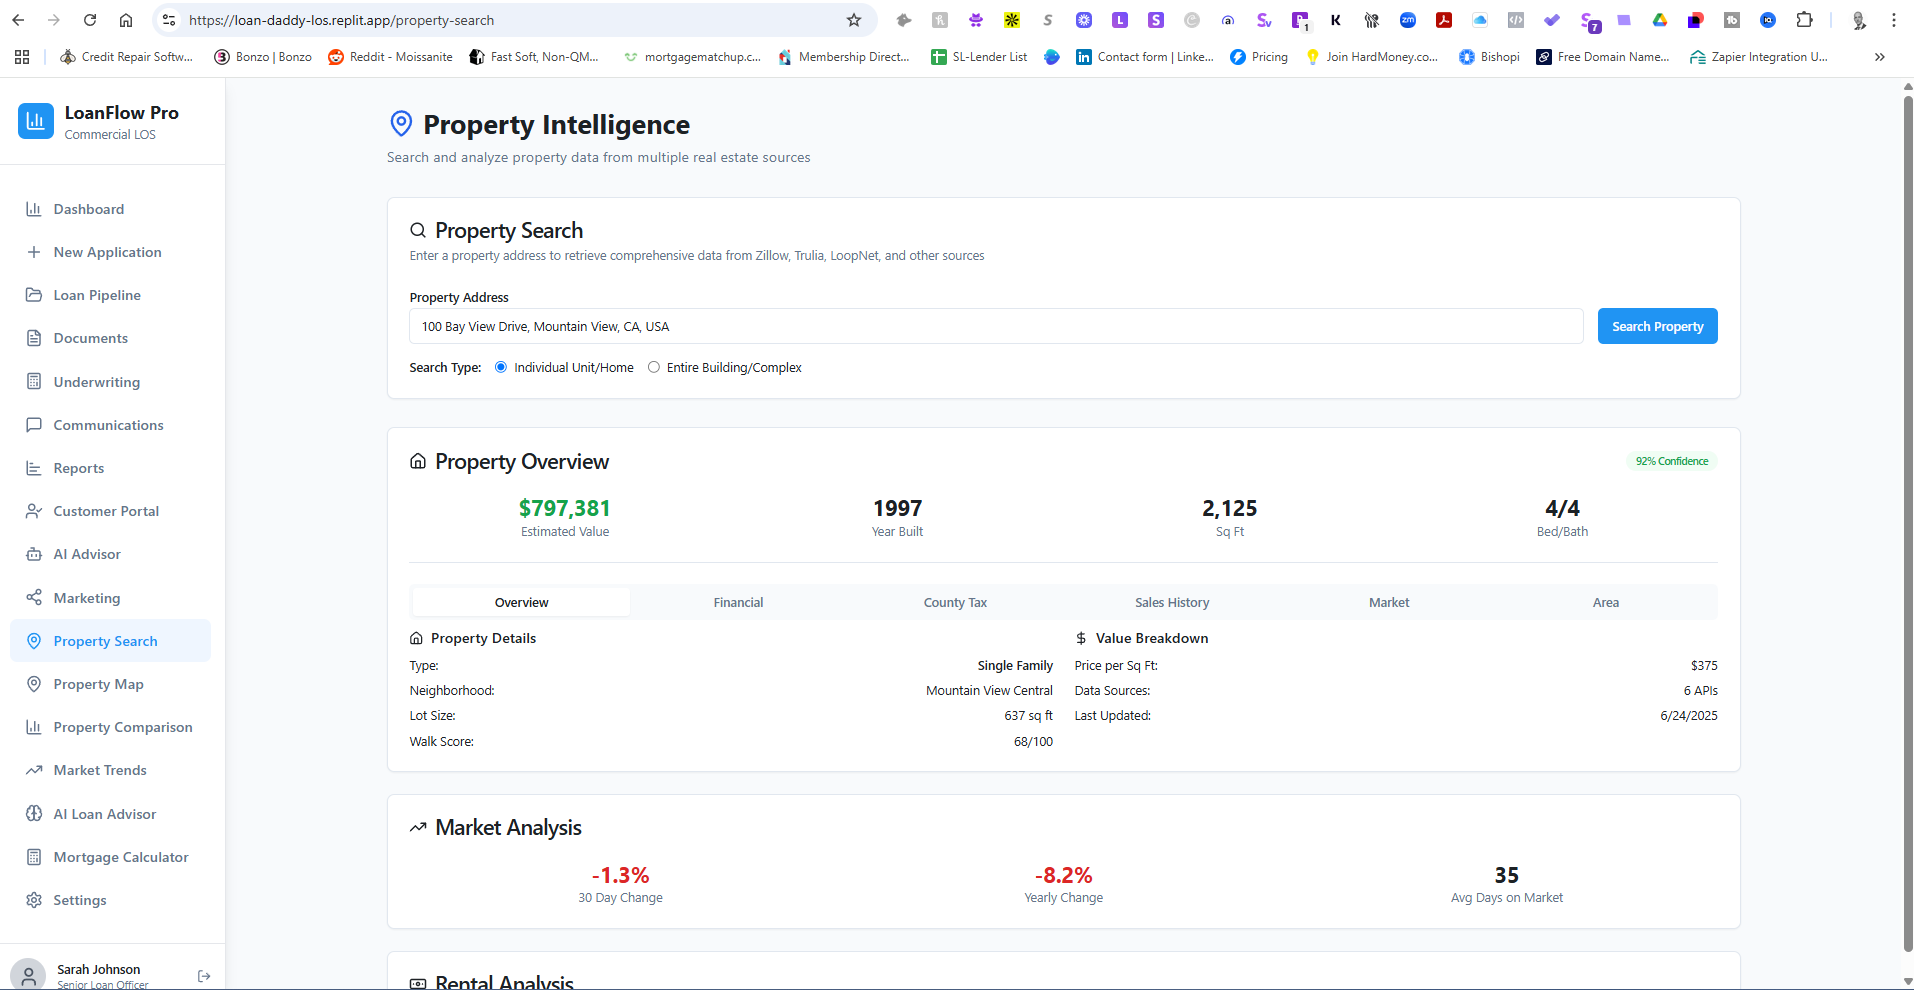 https://loan-daddy-los.replit.app/property-search
Credit Repair Softw...
Bonzo | Bonzo
Reddit - Moissanite
Fast Soft, Non-QM...
mortgagematchup.c...
Membership Direct...
SL-Lender List
Contact form | Linke...
Pricing
Join HardMoney.co...
Bishopi
Free Domain Name...
Zapier Integration U...
LoanFlow Pro
Commercial LOS
Dashboard
New Application
Loan Pipeline
Documents
Underwriting
Communications
Reports
Customer Portal
AI Advisor
Marketing
Property Search
Property Map
Property Comparison
Market Trends
AI Loan Advisor
Mortgage Calculator
Settings
Sarah Johnson
Senior Loan Officer
Property Intelligence
Search and analyze property data from multiple real estate sources
Property Search
Enter a property address to retrieve comprehensive data from Zillow, Trulia, LoopNet, and other sources
Property Address
100 Bay View Drive, Mountain View, CA, USA
Search Property
Search Type: Individual Unit/Home Entire Building/Complex
Property Overview
92% Confidence
$797,381 1997 2,125 4/4
Estimated Value Year Built Sq Ft Bed/Bath
Overview Financial County Tax Sales History Market Area
Property Details
Type: Single Family
Neighborhood: Mountain View Central
Lot Size: 637 sq ft
Walk Score: 68/100
Value Breakdown
Price per Sq Ft: $375
Data Sources: 6 APIs
Last Updated: 6/24/2025
Market Analysis
-1.3% -8.2% 35
30 Day Change Yearly Change Avg Days on Market
Rental Analysis